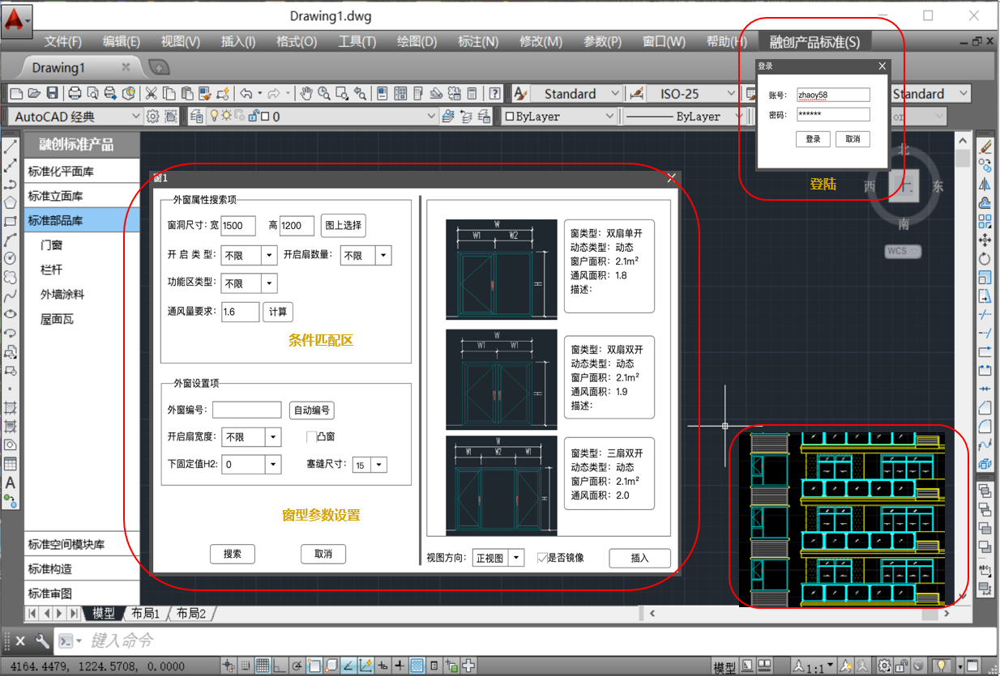 Drawing1.dwg
文件(F) 编辑(E) 视图(V) 插入(I) 格式(O) 工具(T) 绘图(D) 标注(N) 修改(M) 参数(P) 窗口(W) 帮助(H) 融创产品标准(S)
Drawing1
Standard ISO-25 Standard
AutoCAD 经典 0 ByLayer ByLayer
登录
账号: zhaoy58
密码: ******
登录 取消
登陆
北
西 上 东
南
WCS
融创标准产品
标准化平面库
标准立面库
标准部品库
门窗
栏杆
外墙涂料
屋面瓦
标准空间模块库
标准构造
标准审图
窗1
外窗属性搜索项
窗洞尺寸: 宽 1500 高 1200 图上选择
开启类型: 不限 开启扇数量: 不限
功能区类型: 不限
通风量要求: 1.6 计算
条件匹配区
外窗设置项
外窗编号: 自动编号
开启扇宽度: 不限 凸窗
下固定值H2: 0 塞缝尺寸: 15
窗型参数设置
搜索 取消
W
W1 W2
H
窗类型: 双扇单开
动态类型: 动态
窗户面积: 2.1m²
通风面积: 1.8
描述:
W
W1 W1
H
窗类型: 双扇双开
动态类型: 动态
窗户面积: 2.1m²
通风面积: 1.9
描述:
W
W1 W2 W1
H
窗类型: 三扇双开
动态类型: 动态
窗户面积: 2.1m²
通风面积: 2.0
视图方向: 正视图 是否镜像 插入
模型 布局1 布局2
键入命令
4164.4479, 1224.5708, 0.0000 模型 1:1